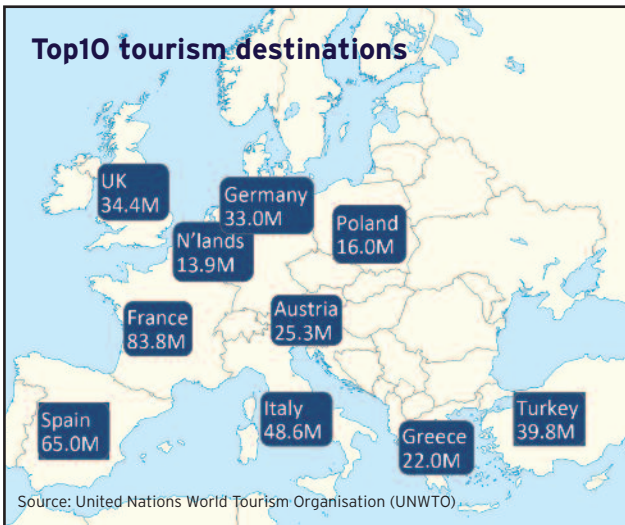 Top10 tourism destinations
UK
34.4M
Germany
33.0M
N'lands
13.9M
Poland
16.0M
France
83.8M
Austria
25.3M
Spain
65.0M
Italy
48.6M
Greece
22.0M
Turkey
39.8M
Source: United Nations World Tourism Organisation (UNWTO)